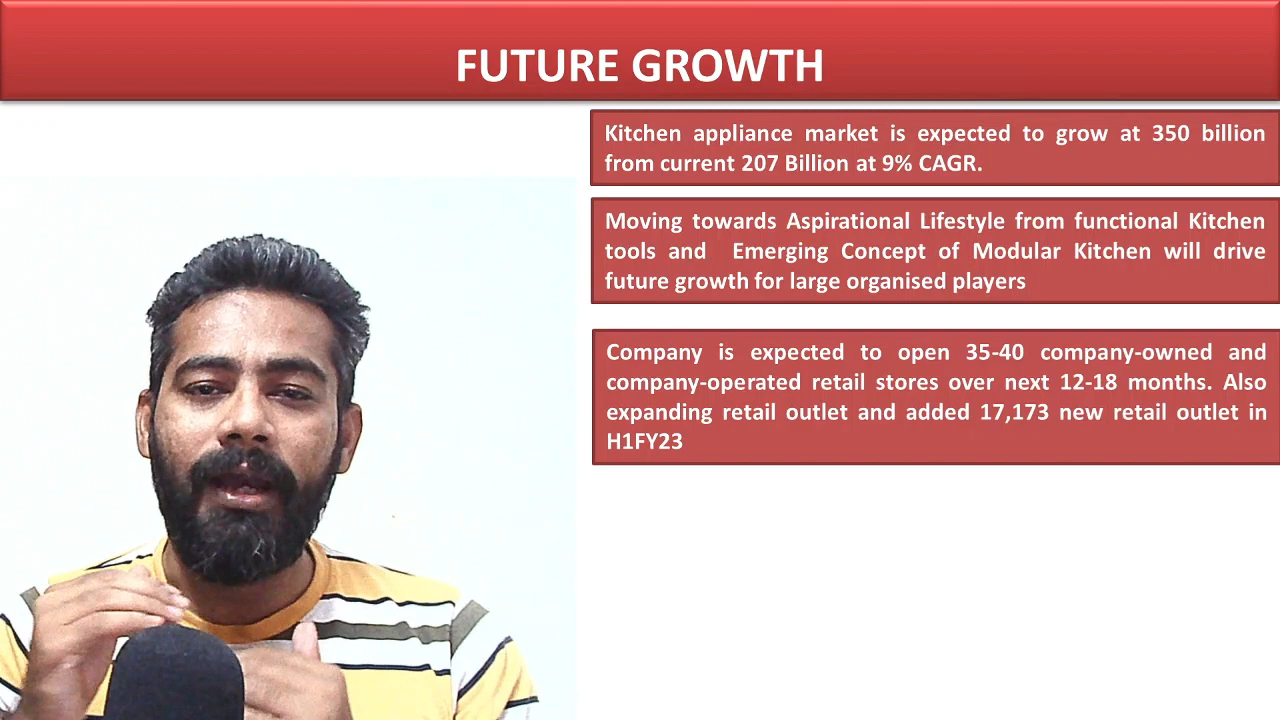 FUTURE GROWTH
Kitchen appliance market is expected to grow at 350 billion
from current 207 Billion at 9% CAGR.
Moving towards Aspirational Lifestyle from functional Kitchen
tools and Emerging Concept of Modular Kitchen will drive
future growth for large organised players
Company is expected to open 35-40 company-owned and
company-operated retail stores over next 12-18 months. Also
expanding retail outlet and added 17,173 new retail outlet in
H1FY23